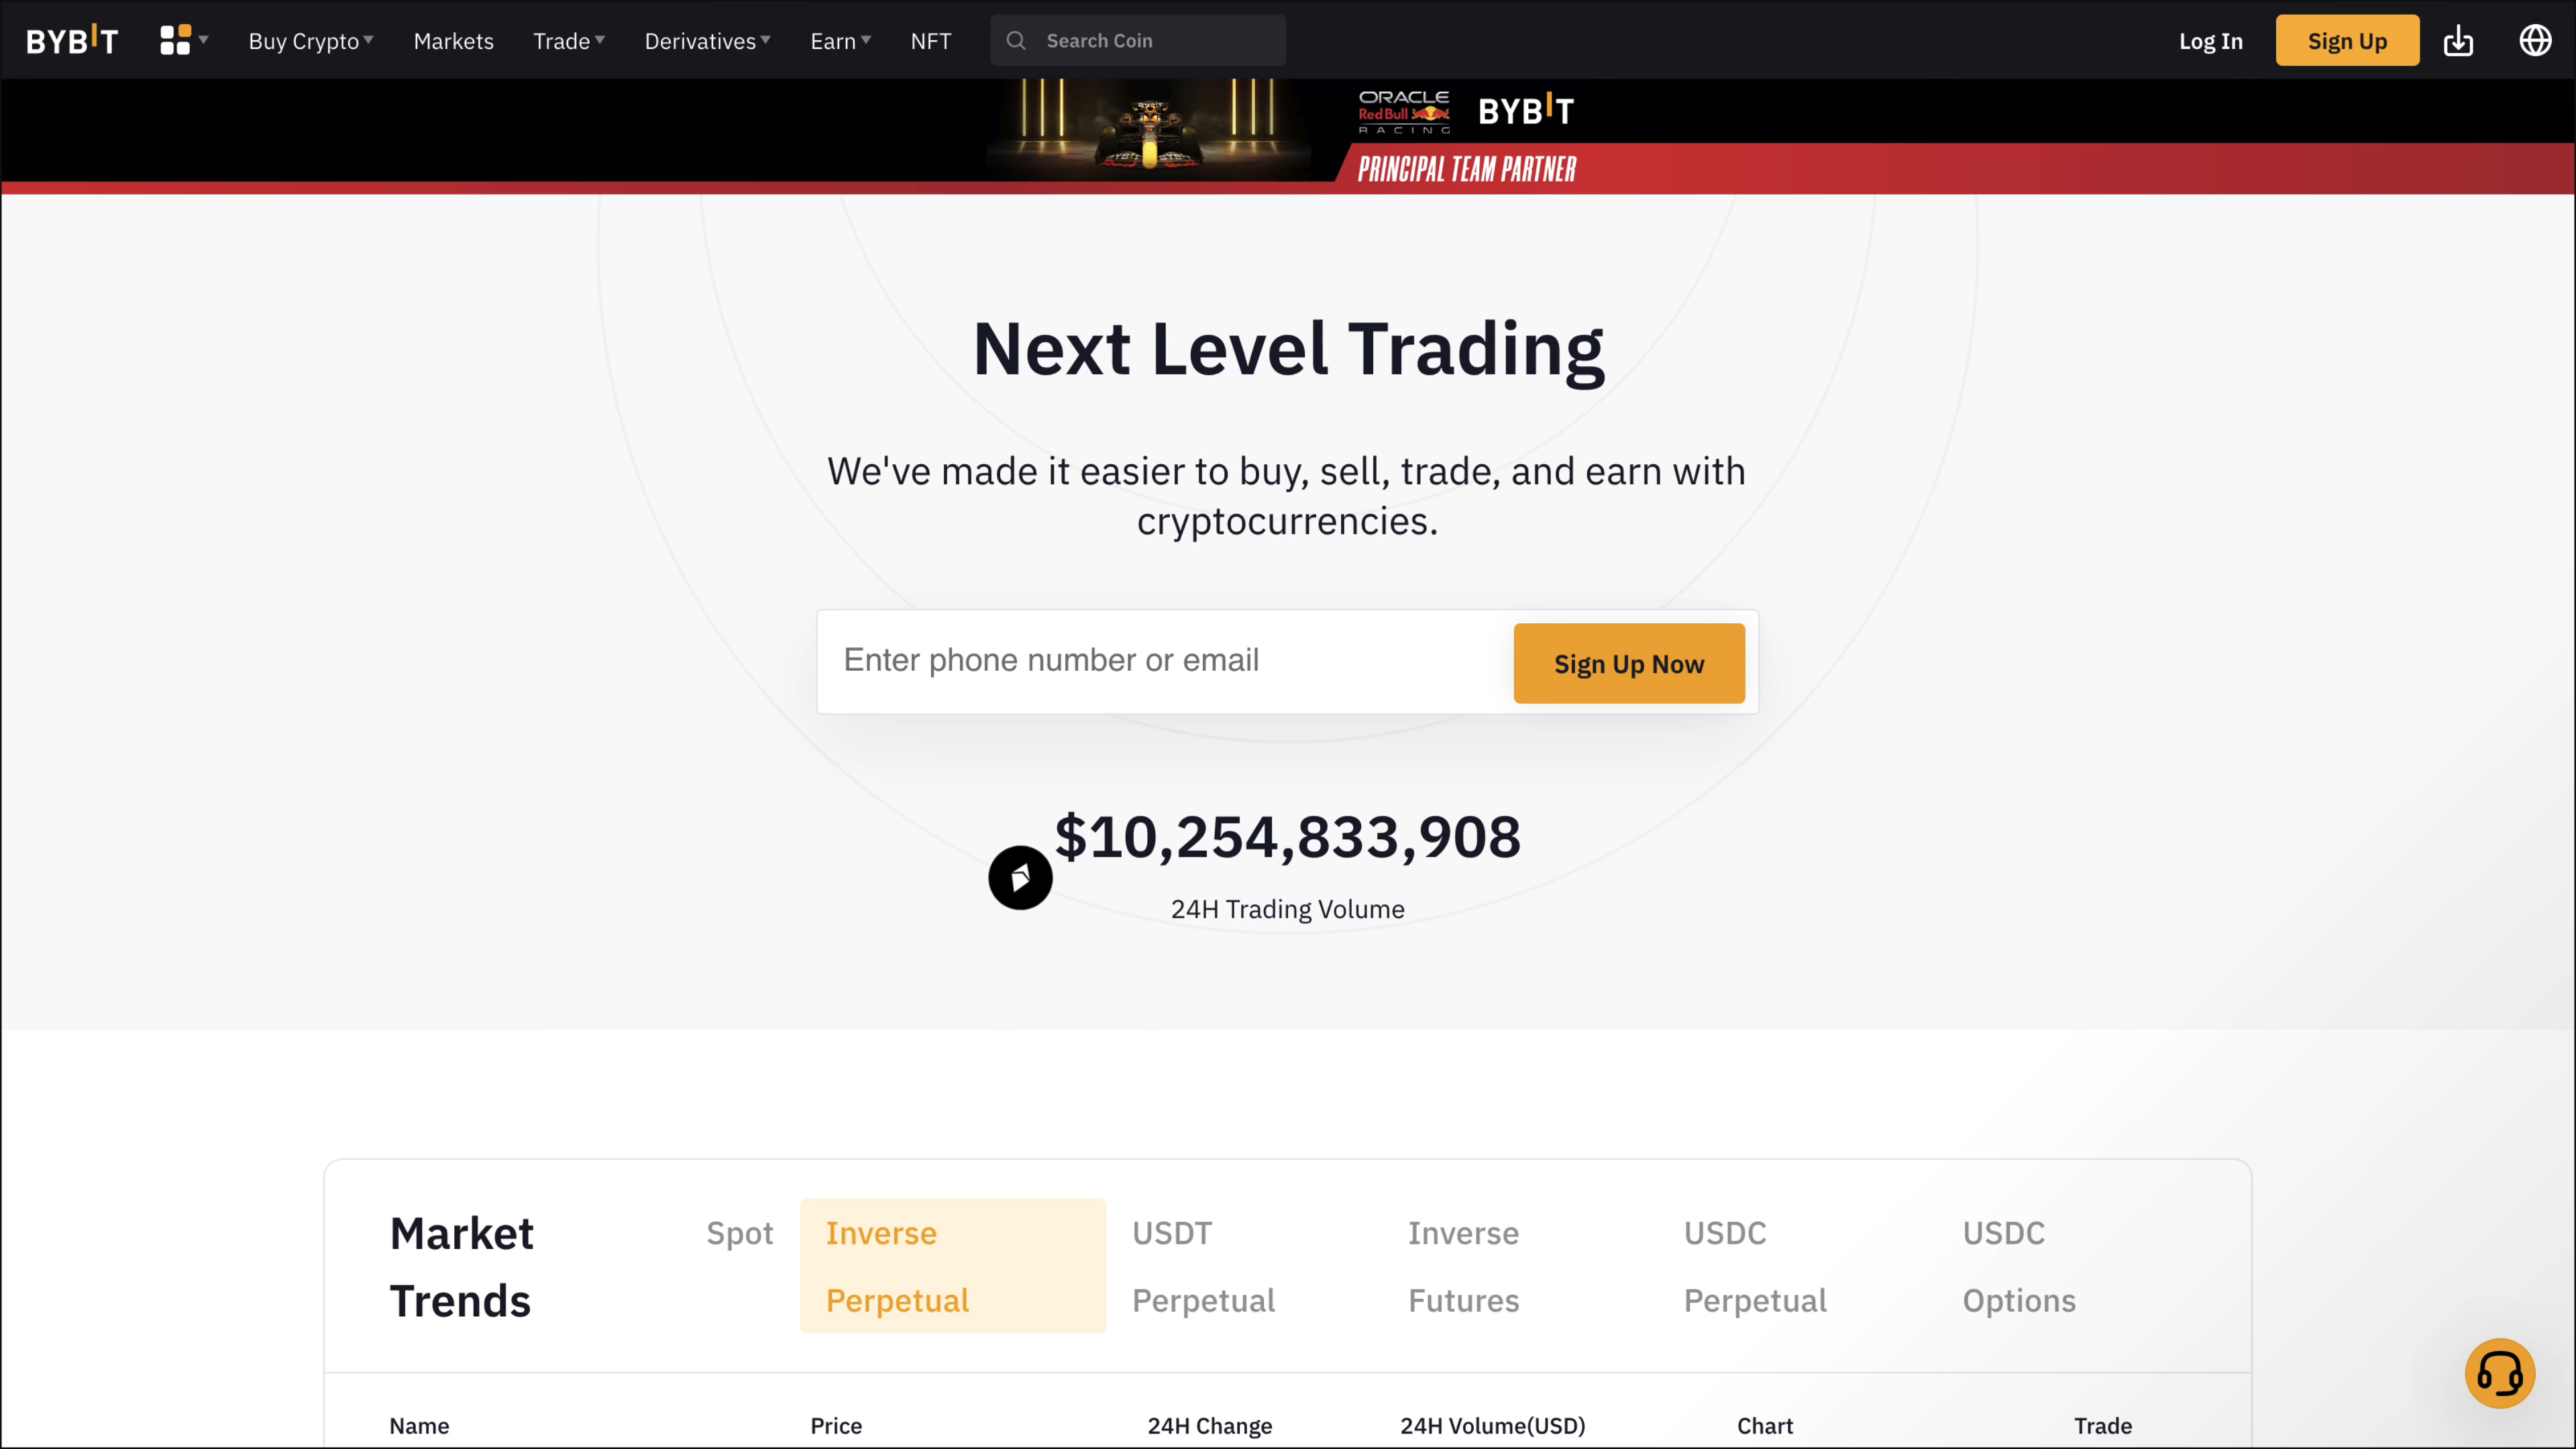 BYBIT
Buy Crypto
Markets
Trade
Derivatives
Earn
NFT
Search Coin
Log In
Sign Up
ORACLE
Red Bull
RACING
BYBIT
PRINCIPAL TEAM PARTNER
Next Level Trading
We've made it easier to buy, sell, trade, and earn with
cryptocurrencies.
Enter phone number or email
Sign Up Now
$10,254,833,908
24H Trading Volume
Market
Trends
Spot
Inverse
Perpetual
USDT
Perpetual
Inverse
Futures
USDC
Perpetual
USDC
Options
Name
Price
24H Change
24H Volume(USD)
Chart
Trade